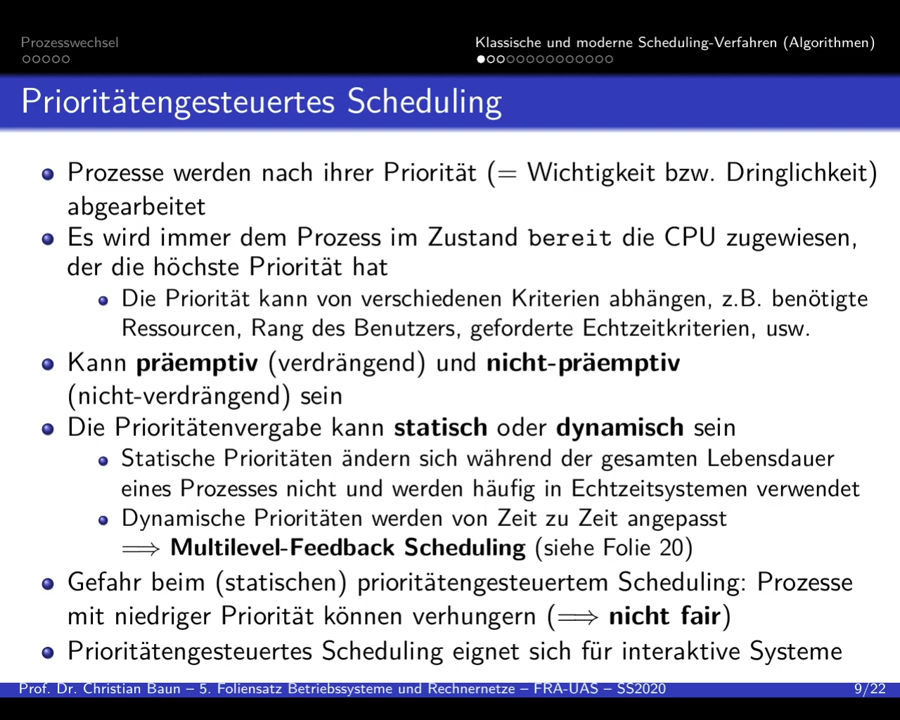 Prozesswechsel
Klassische und moderne Scheduling-Verfahren (Algorithmen)
Prioritätengesteuertes Scheduling
Prozesse werden nach ihrer Priorität (= Wichtigkeit bzw. Dringlichkeit)
abgearbeitet
Es wird immer dem Prozess im Zustand bereit die CPU zugewiesen,
der die höchste Priorität hat
Die Priorität kann von verschiedenen Kriterien abhängen, z.B. benötigte
Ressourcen, Rang des Benutzers, geforderte Echtzeitkriterien, usw.
Kann präemptiv (verdrängend) und nicht-präemptiv
(nicht-verdrängend) sein
Die Prioritätenvergabe kann statisch oder dynamisch sein
Statische Prioritäten ändern sich während der gesamten Lebensdauer
eines Prozesses nicht und werden häufig in Echtzeitsystemen verwendet
Dynamische Prioritäten werden von Zeit zu Zeit angepasst
⟹ Multilevel-Feedback Scheduling (siehe Folie 20)
Gefahr beim (statischen) prioritätengesteuertem Scheduling: Prozesse
mit niedriger Priorität können verhungern (⟹ nicht fair)
Prioritätengesteuertes Scheduling eignet sich für interaktive Systeme
Prof. Dr. Christian Baun – 5. Foliensatz Betriebssysteme und Rechnernetze – FRA-UAS – SS2020
9/22